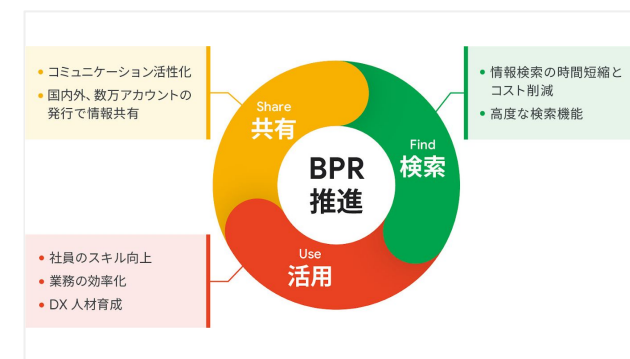 • コミュニケーション活性化
• 国内外、数万アカウントの
発行で情報共有
• 情報検索の時間短縮と
コスト削減
• 高度な検索機能
Share
共有
Find
検索
BPR
推進
Use
活用
• 社員のスキル向上
• 業務の効率化
• DX 人材育成